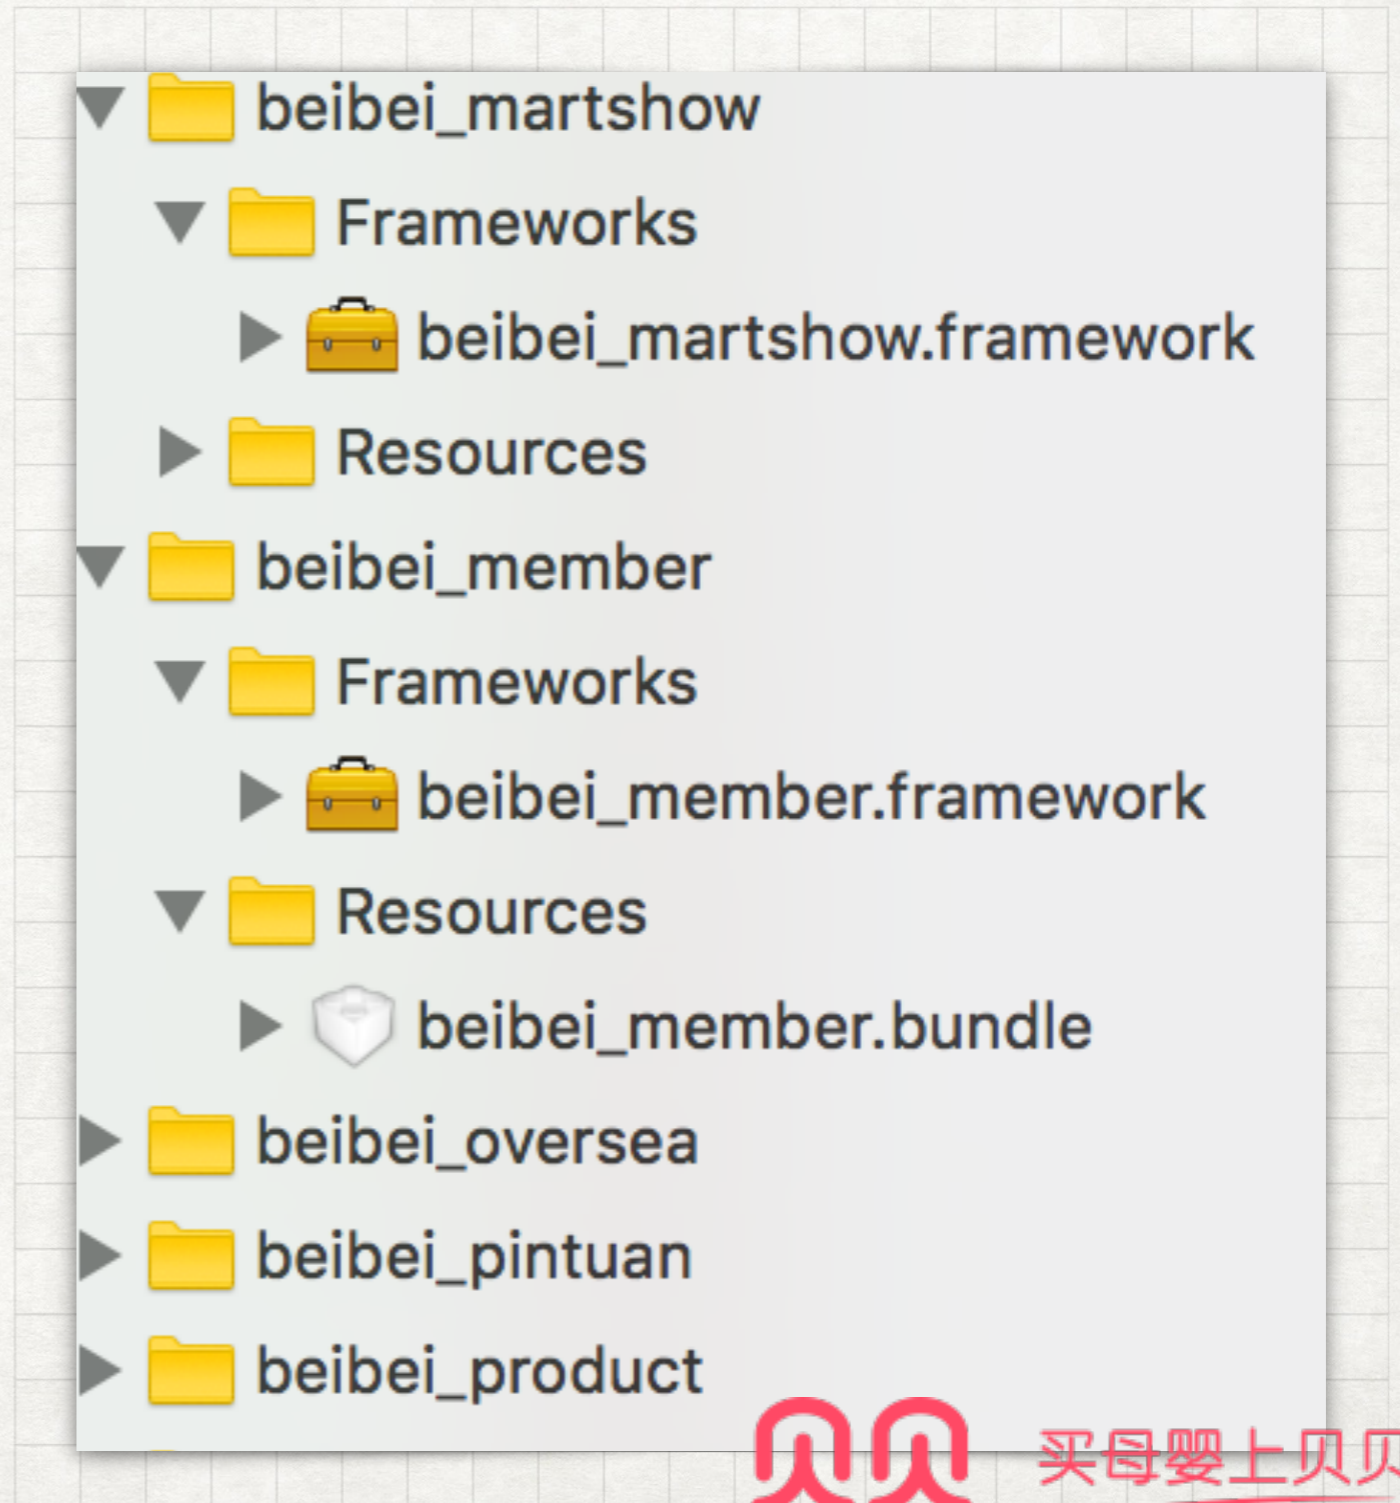 beibei_martshow
Frameworks
beibei_martshow.framework
Resources
beibei_member
Frameworks
beibei_member.framework
Resources
beibei_member.bundle
beibei_oversea
beibei_pintuan
beibei_product
贝贝 买母婴上贝贝